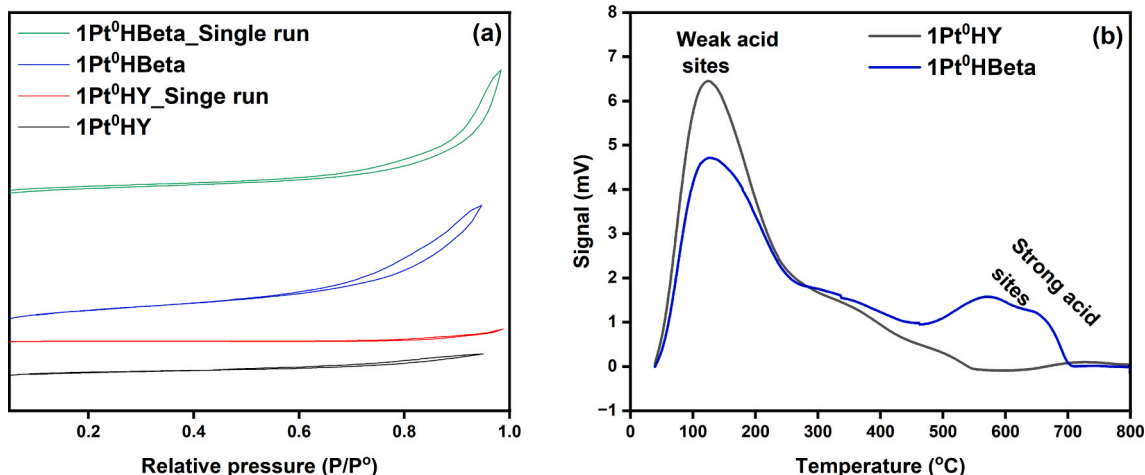 1Pt⁰HBeta_Single run
1Pt⁰HBeta
1Pt⁰HY_Singe run
1Pt⁰HY
(a)
0.2 0.4 0.6 0.8 1.0
Relative pressure (P/P⁰)
8
7
6
5
4
3
2
1
0
−1
Signal (mV)
Weak acid
sites
1Pt⁰HY
1Pt⁰HBeta
(b)
Strong acid
sites
0 100 200 300 400 500 600 700 800
Temperature (⁰C)